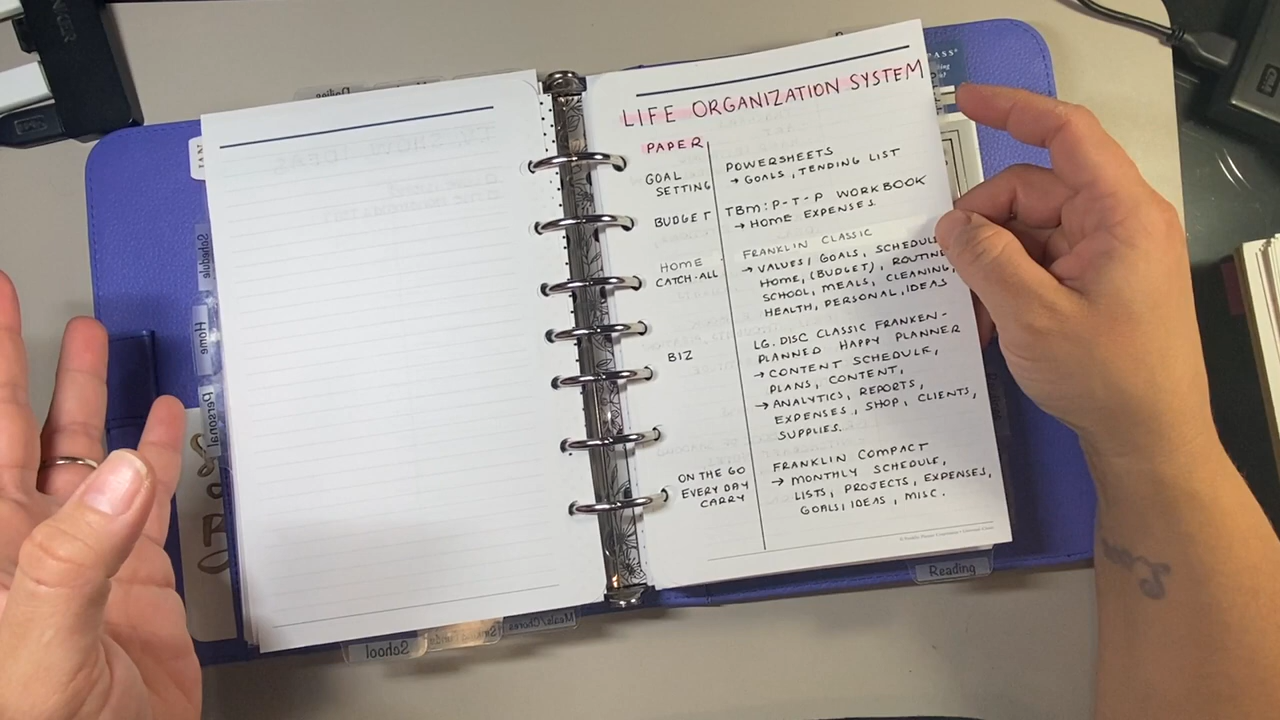 LIFE ORGANIZATION SYSTEM
PAPER
GOAL SETTING
POWERSHEETS
→ GOALS, TENDING LIST
BUDGET
TBM: P-T-P WORKBOOK
→ HOME EXPENSES
HOME CATCH-ALL
FRANKLIN CLASSIC
→ VALUES/ GOALS, SCHEDULE
HOME, (BUDGET), ROUTINE
SCHOOL, MEALS, CLEANING,
HEALTH, PERSONAL, IDEAS
BIZ
LG. DISC CLASSIC FRANKEN-
PLANNED HAPPY PLANNER
→ CONTENT SCHEDULE,
PLANS, CONTENT,
→ ANALYTICS, REPORTS,
EXPENSES, SHOP, CLIENTS,
SUPPLIES.
ON THE GO
EVERY DAY
CARRY
FRANKLIN COMPACT
→ MONTHLY SCHEDULE,
LISTS, PROJECTS, EXPENSES,
GOALS, IDEAS, MISC.
Reading
Schedule
Home
Personal
School
Meals/Chores